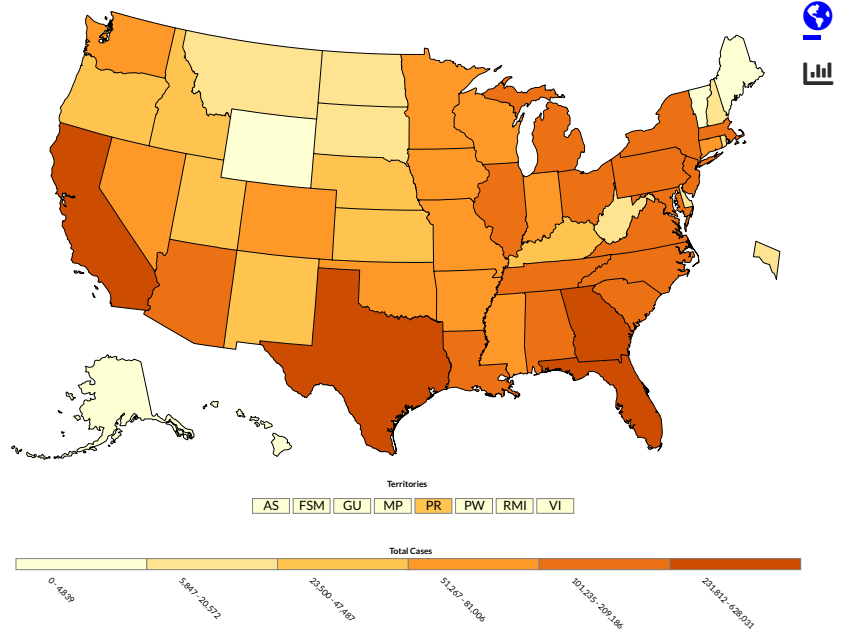 Territories
AS FSM GU MP PR PW RMI VI
Total Cases
0 - 4,839
5,847 - 20,572
23,500 - 47,487
51,267 - 81,006
101,235 - 209,186
231,812 - 628,031